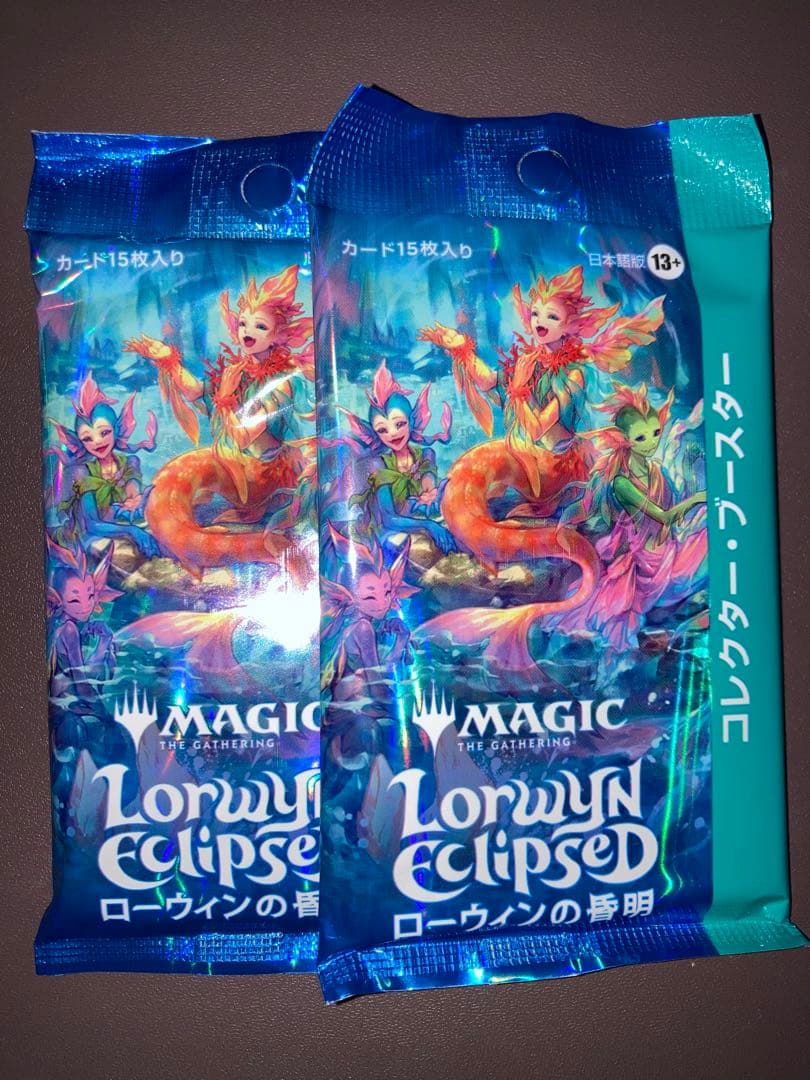 カード15枚入り
MAGIC
THE GATHERING
Lorwyn
Eclipsed
ローウィンの昏
カード15枚入り
日本語版 13+
コレクター・ブースター
MAGIC
THE GATHERING
Lorwyn
Eclipsed
ローウィンの昏明